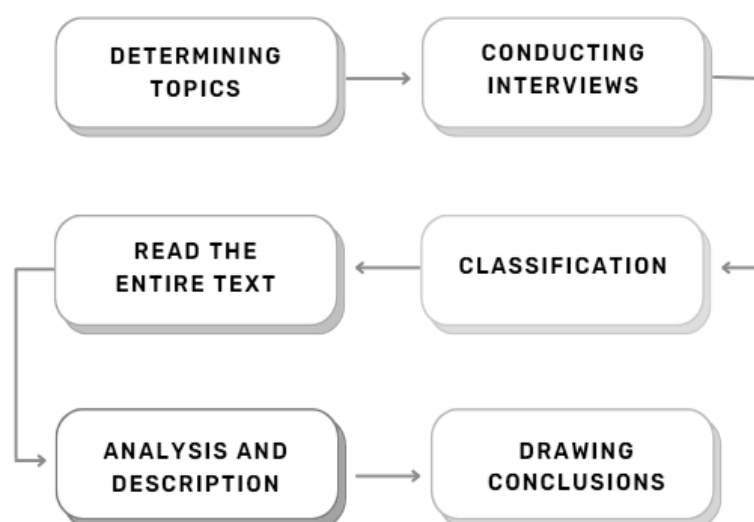 DETERMINING
TOPICS
CONDUCTING
INTERVIEWS
READ THE
ENTIRE TEXT
CLASSIFICATION
ANALYSIS AND
DESCRIPTION
DRAWING
CONCLUSIONS